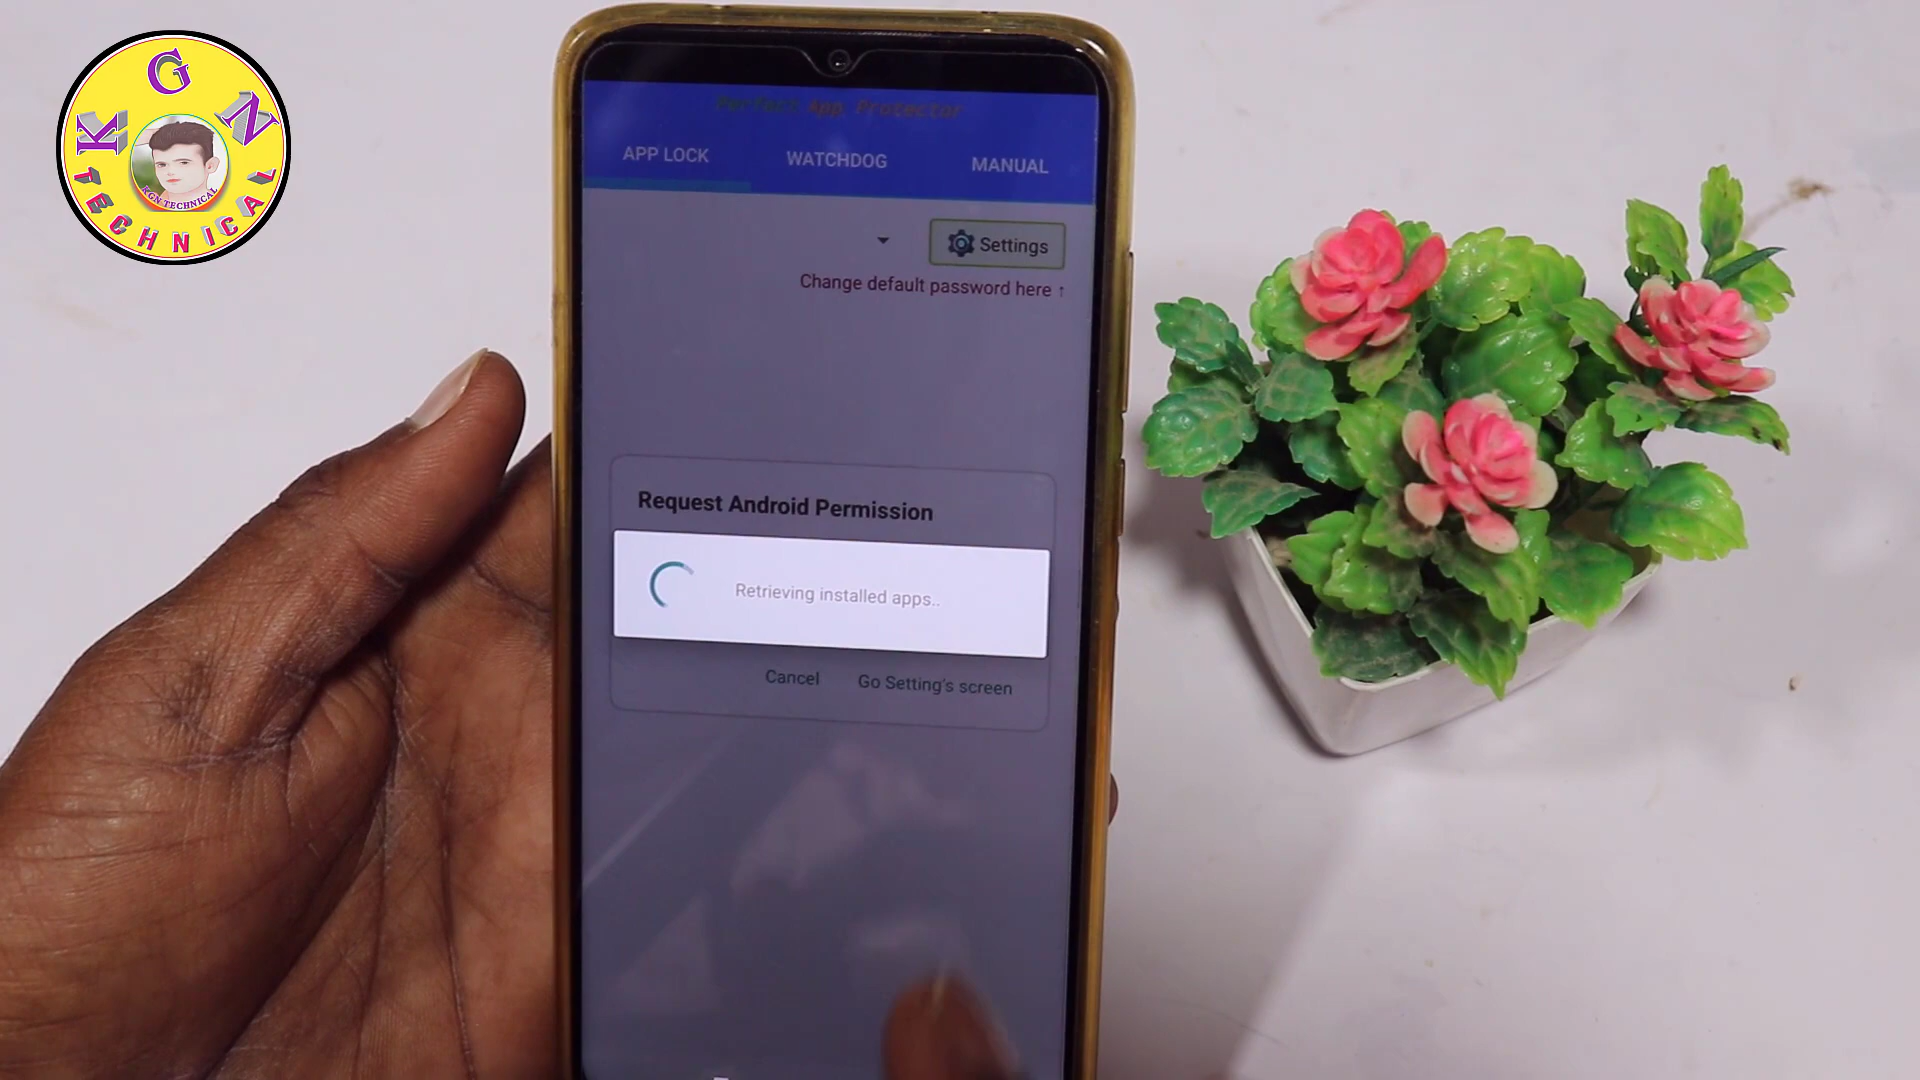 KGN
TECHNICAL
KGN TECHNICAL
Perfect App Protector
APP LOCK
WATCHDOG
MANUAL
Settings
Change default password here ↑
Request Android Permission
Retrieving installed apps..
Cancel
Go Setting's screen